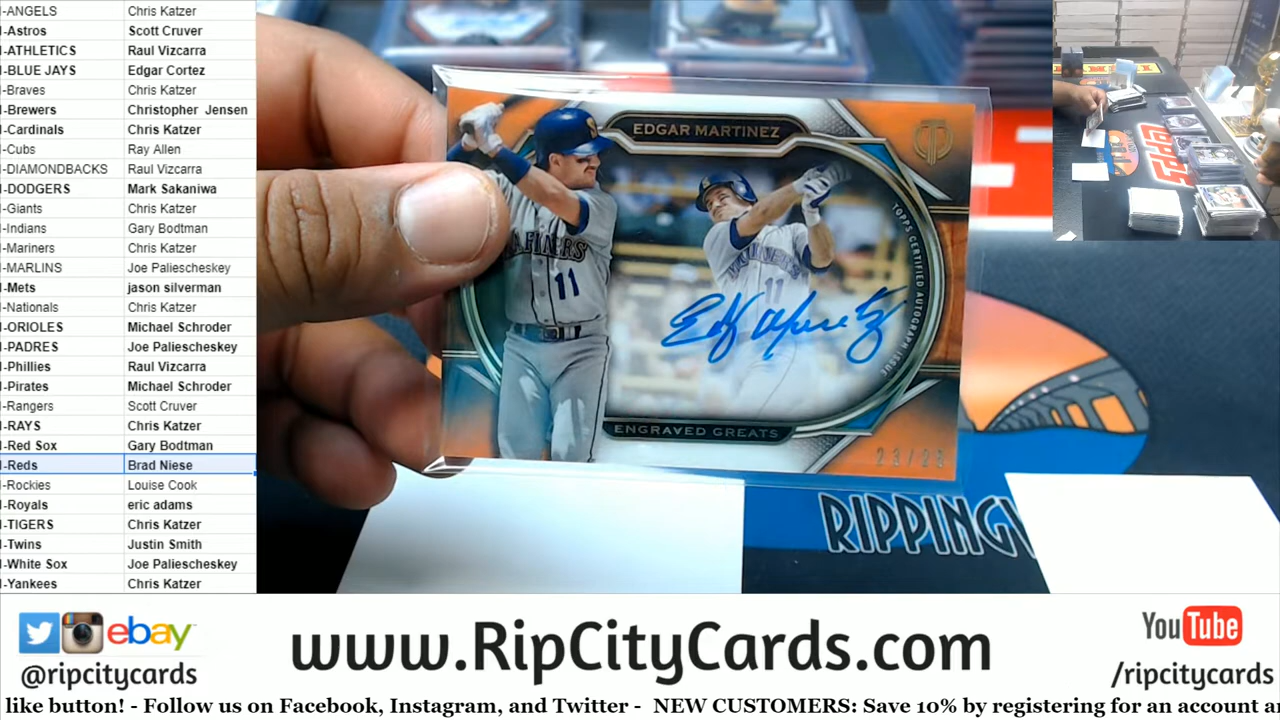 I-ANGELS Chris Katzer
I-Astros Scott Cruver
I-ATHLETICS Raul Vizcarra
I-BLUE JAYS Edgar Cortez
I-Braves Chris Katzer
I-Brewers Christopher Jensen
I-Cardinals Chris Katzer
I-Cubs Ray Allen
I-DIAMONDBACKS Raul Vizcarra
I-DODGERS Mark Sakaniwa
I-Giants Chris Katzer
I-Indians Gary Bodtman
I-Mariners Chris Katzer
I-MARLINS Joe Paliescheskey
I-Mets jason silverman
I-Nationals Chris Katzer
I-ORIOLES Michael Schroder
I-PADRES Joe Paliescheskey
I-Phillies Raul Vizcarra
I-Pirates Michael Schroder
I-Rangers Scott Cruver
I-RAYS Chris Katzer
I-Red Sox Gary Bodtman
I-Reds Brad Niese
I-Rockies Louise Cook
I-Royals eric adams
I-TIGERS Chris Katzer
I-Twins Justin Smith
I-White Sox Joe Paliescheskey
I-Yankees Chris Katzer
EDGAR MARTINEZ
MARINERS
11
MARINERS
11
TOPPS CERTIFIED AUTOGRAPH ISSUE
Edgar Martinez
ENGRAVED GREATS
RIPPING
TOPPS
ebay
@ripcitycards
www.RipCityCards.com
YouTube
/ripcitycards
like button! - Follow us on Facebook, Instagram, and Twitter - NEW CUSTOMERS: Save 10% by registering for an account